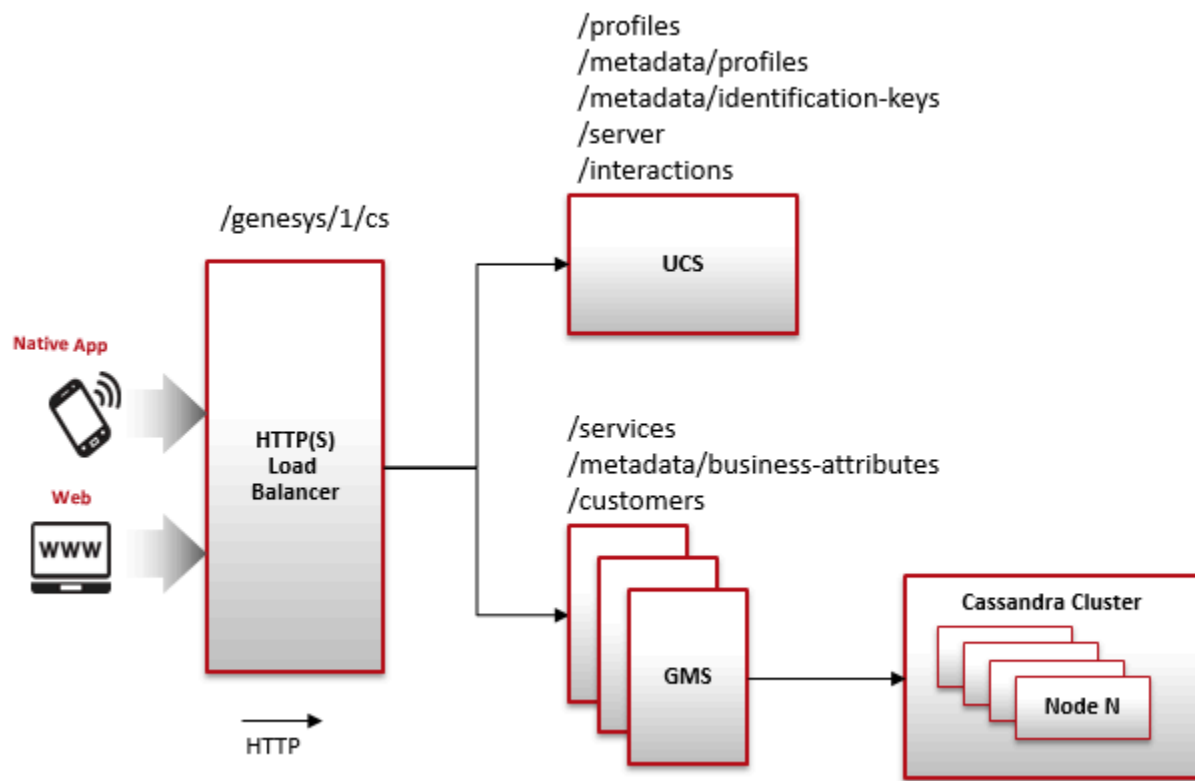 /profiles
/metadata/profiles
/metadata/identification-keys
/server
/interactions
/genesys/1/cs
UCS
Native App
HTTP(S)
Load
Balancer
Web
WWW
/services
/metadata/business-attributes
/customers
GMS
Cassandra Cluster
Node N
HTTP